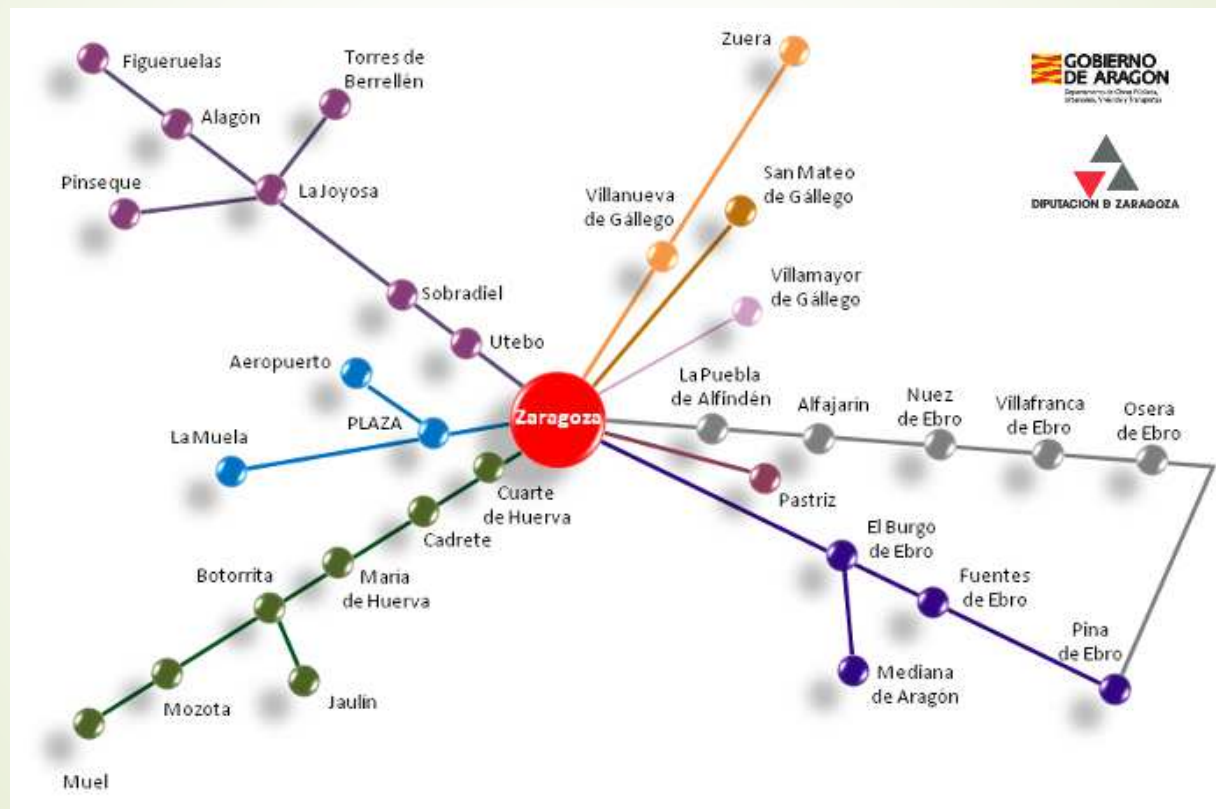 Figueruelas
Torres de
Berrellén
Zuera
GOBIERNO
DE ARAGON
Alagón
Pinseque
La Joyosa
San Mateo
de Gállego
Villanueva
de Gállego
DIPUTACION D ZARAGOZA
Sobradiel
Villamayor
de Gállego
Utebo
Aeropuerto
La Puebla
de Alfindén
Alfajarín
Nuez
de Ebro
Villafranca
de Ebro
Osera
de Ebro
PLAZA
Zaragoza
La Muela
Cuarte
de Huerva
Pastriz
Cadrete
El Burgo
de Ebro
Botorrita
María
de Huerva
Fuentes
de Ebro
Pina
de Ebro
Mediana
de Aragón
Mozota
Jaulín
Muel